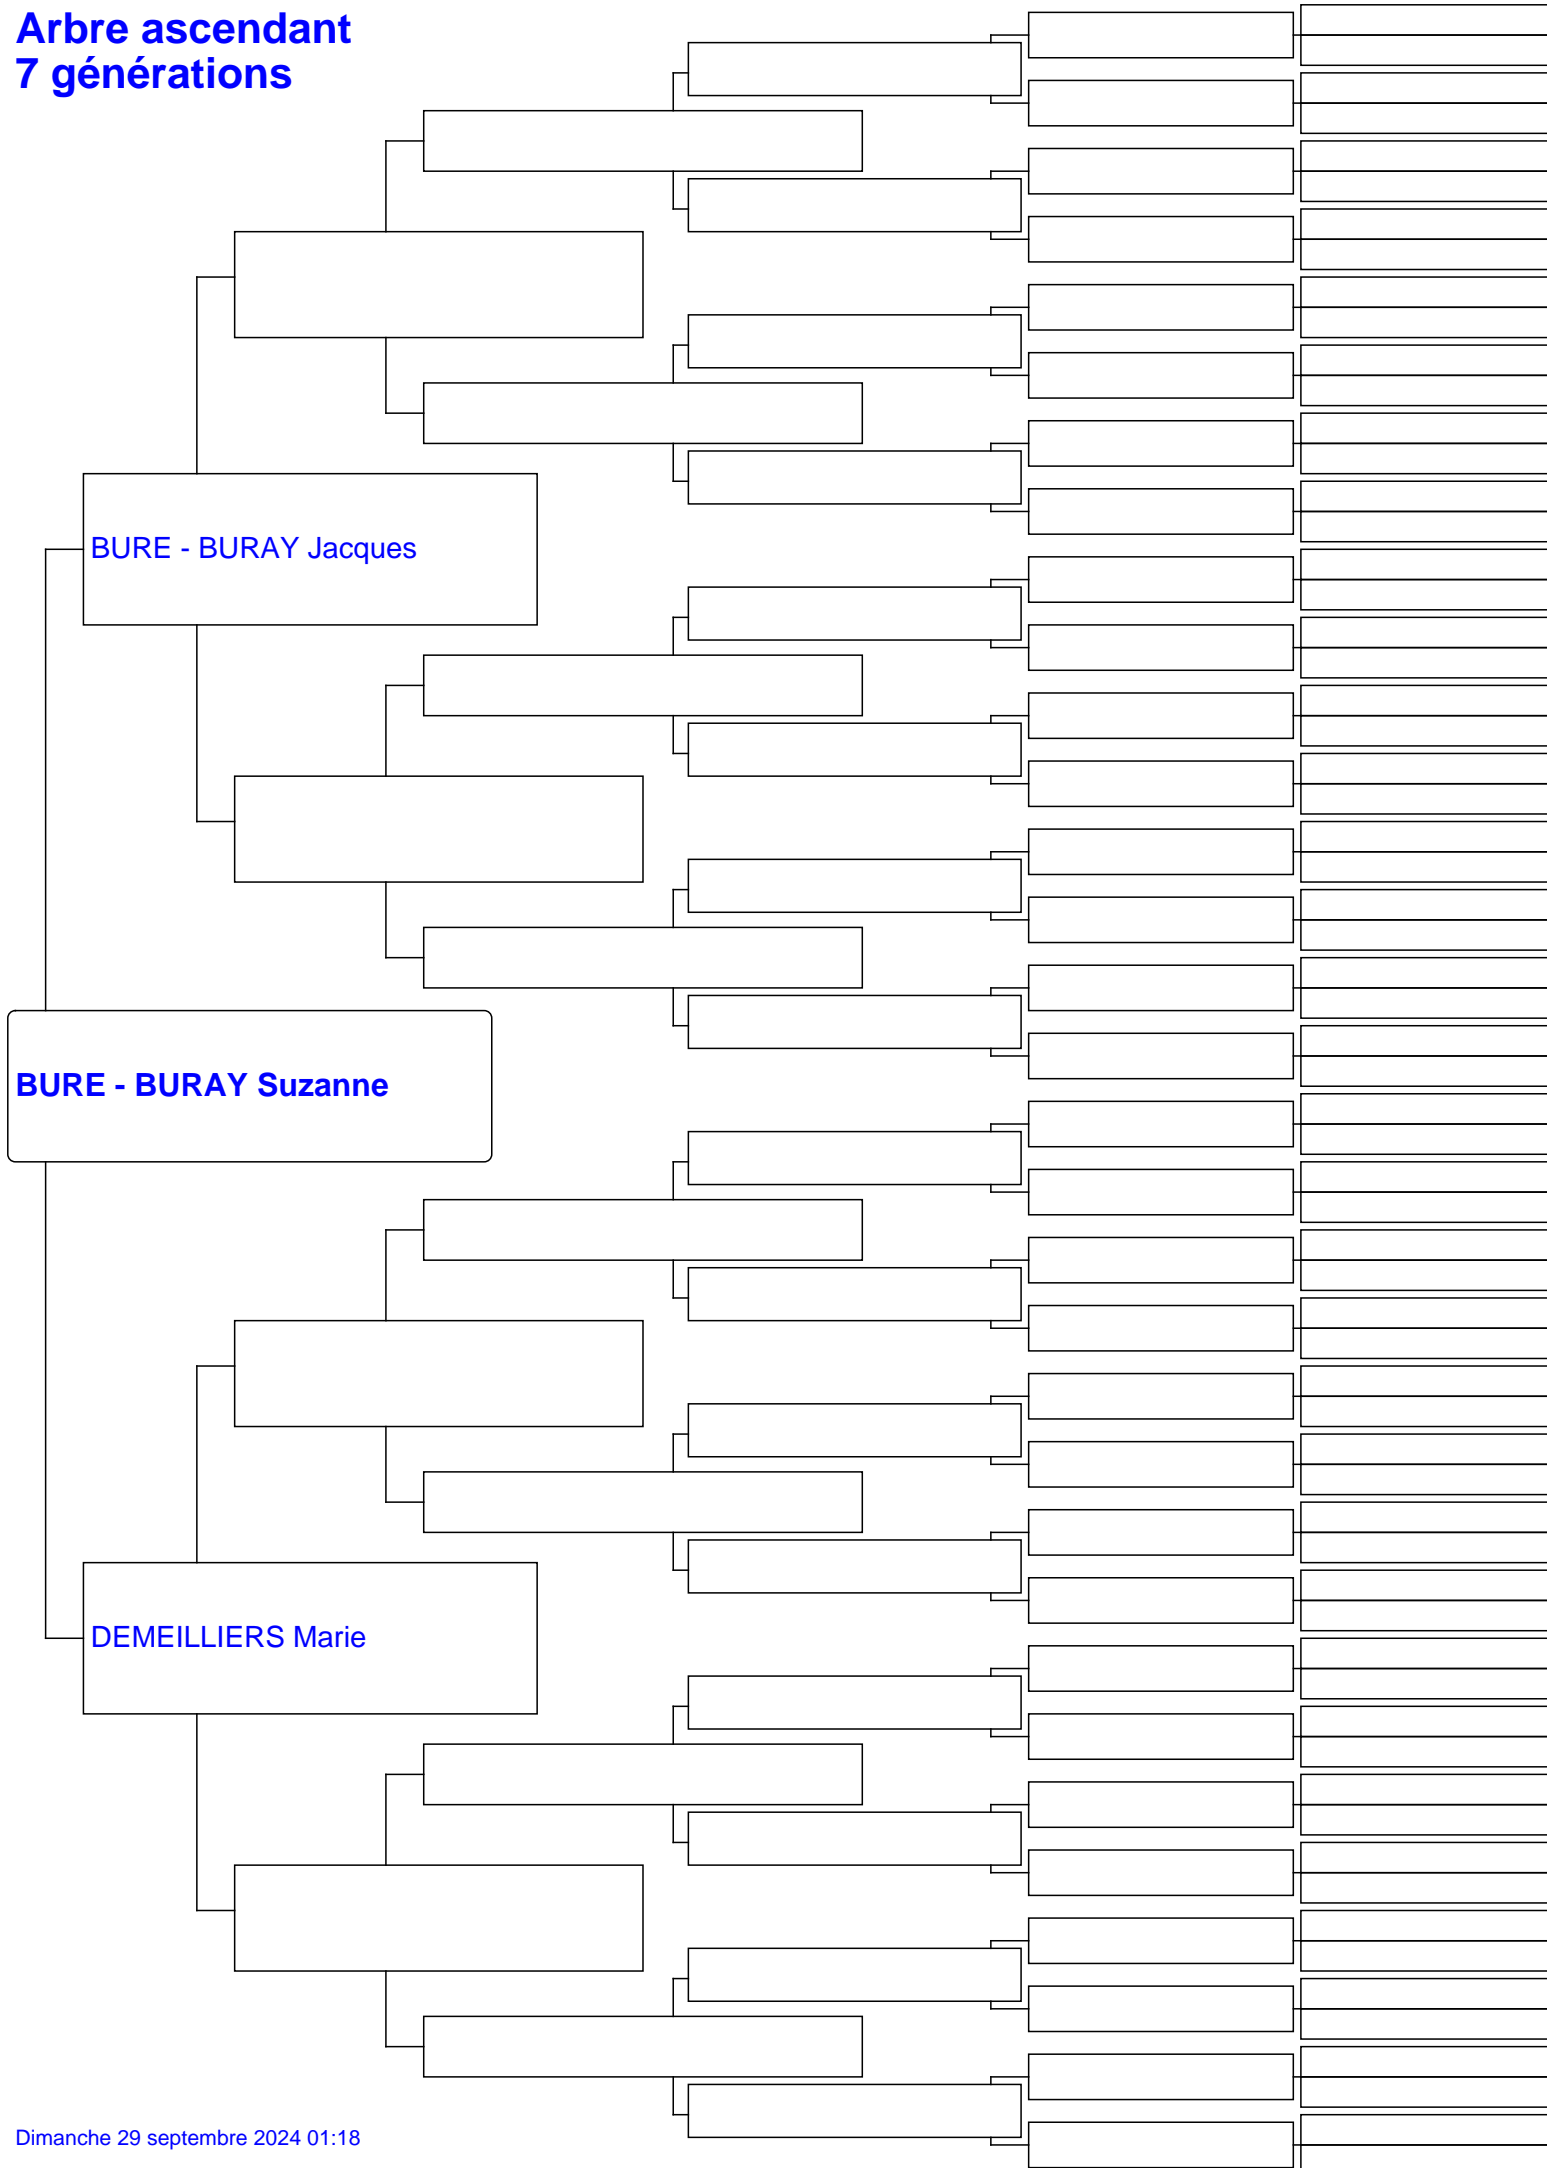 Arbre ascendant
7 générations
BURE - BURAY Jacques
BURE - BURAY Suzanne
DEMEILLIERS Marie
Dimanche 29 septembre 2024 01:18